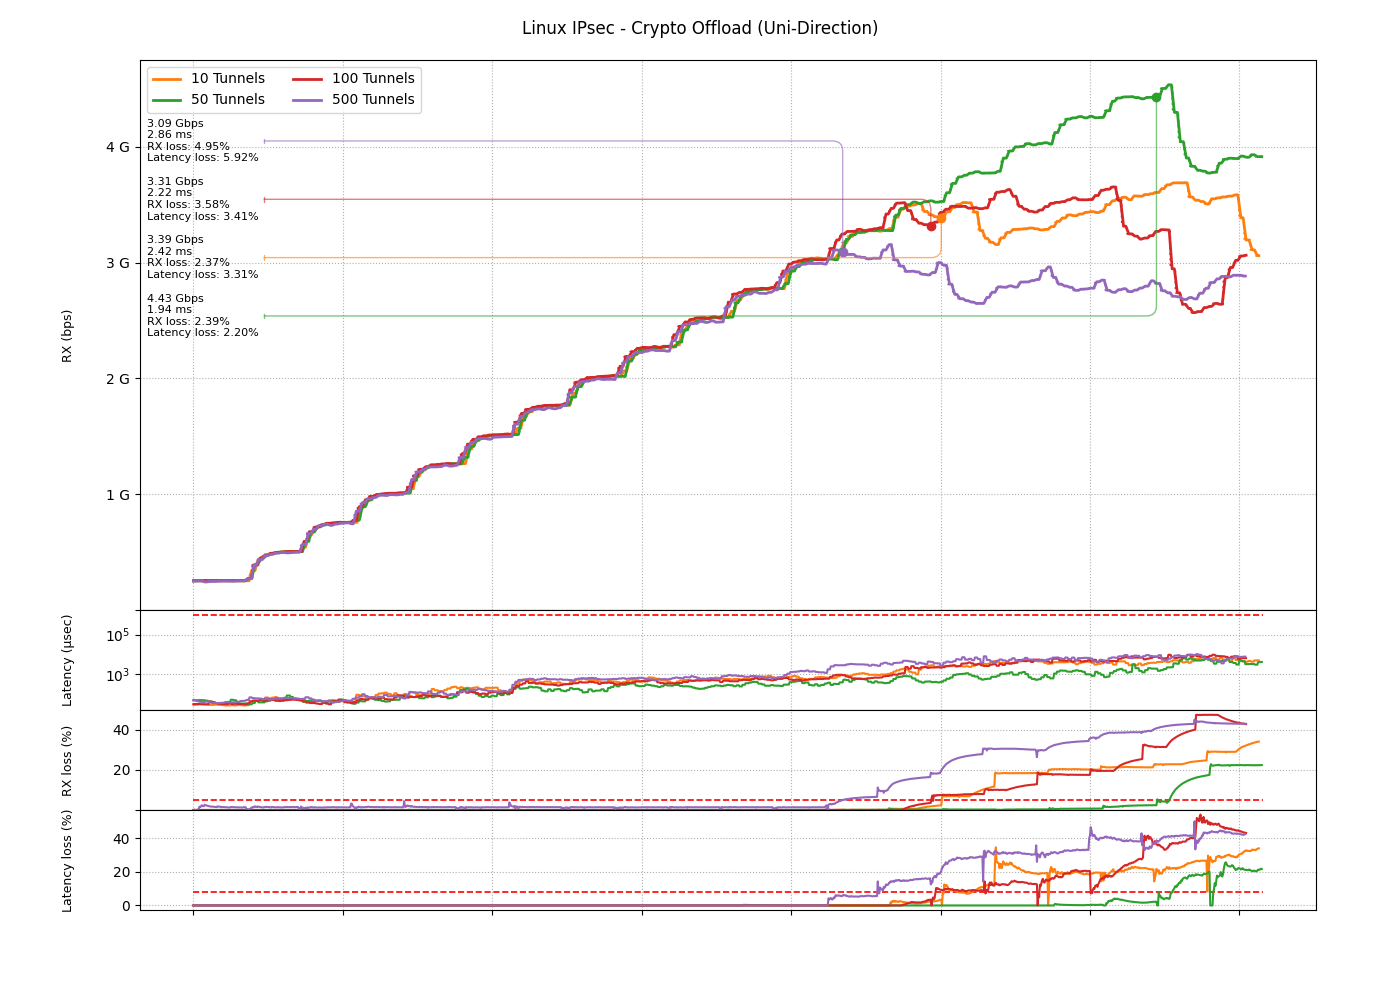 Linux IPsec - Crypto Offload (Uni-Direction)
10 Tunnels
50 Tunnels
100 Tunnels
500 Tunnels
3.09 Gbps
2.86 ms
RX loss: 4.95%
Latency loss: 5.92%
3.31 Gbps
2.22 ms
RX loss: 3.58%
Latency loss: 3.41%
3.39 Gbps
2.42 ms
RX loss: 2.37%
Latency loss: 3.31%
4.43 Gbps
1.94 ms
RX loss: 2.39%
Latency loss: 2.20%
RX (bps)
4 G
3 G
2 G
1 G
Latency (μsec)
10⁵
10³
RX loss (%)
40
20
Latency loss (%)
40
20
0